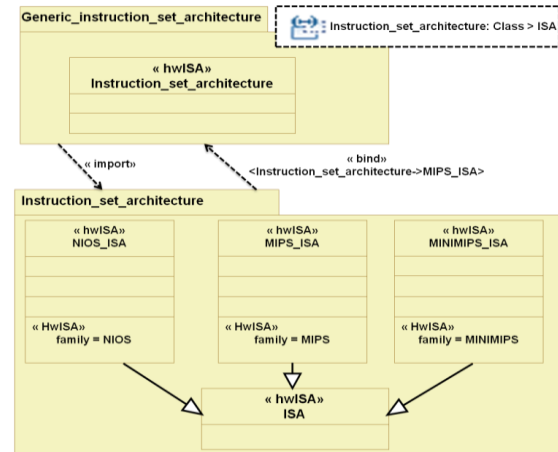 Generic_instruction_set_architecture
Instruction_set_architecture: Class > ISA
« hwISA»
Instruction_set_architecture
« import»
« bind»
<Instruction_set_architecture->MIPS_ISA>
Instruction_set_architecture
« hwISA»
NIOS_ISA
« HwISA»
family = NIOS
« hwISA»
MIPS_ISA
« HwISA»
family = MIPS
« hwISA»
MINIMIPS_ISA
« HwISA»
family = MINIMIPS
« hwISA»
ISA